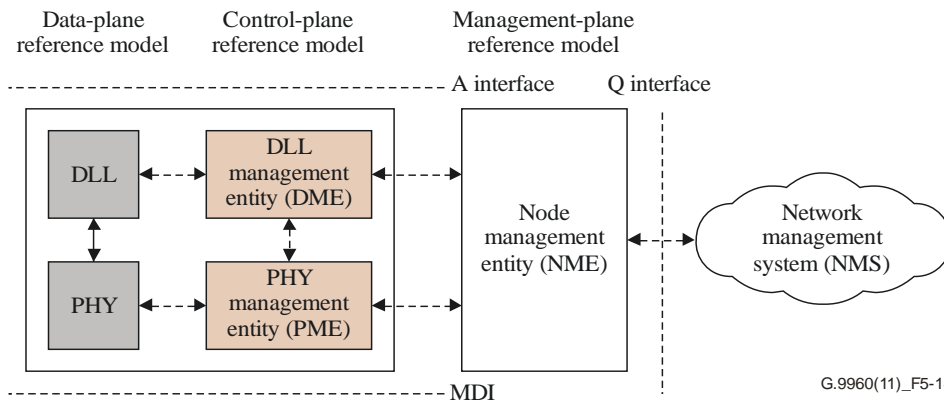 Data-plane
reference model
Control-plane
reference model
Management-plane
reference model
A interface
Q interface
DLL
DLL
management
entity (DME)
Node
management
entity (NME)
Network
management
system (NMS)
PHY
PHY
management
entity (PME)
MDI
G.9960(11)_F5-1